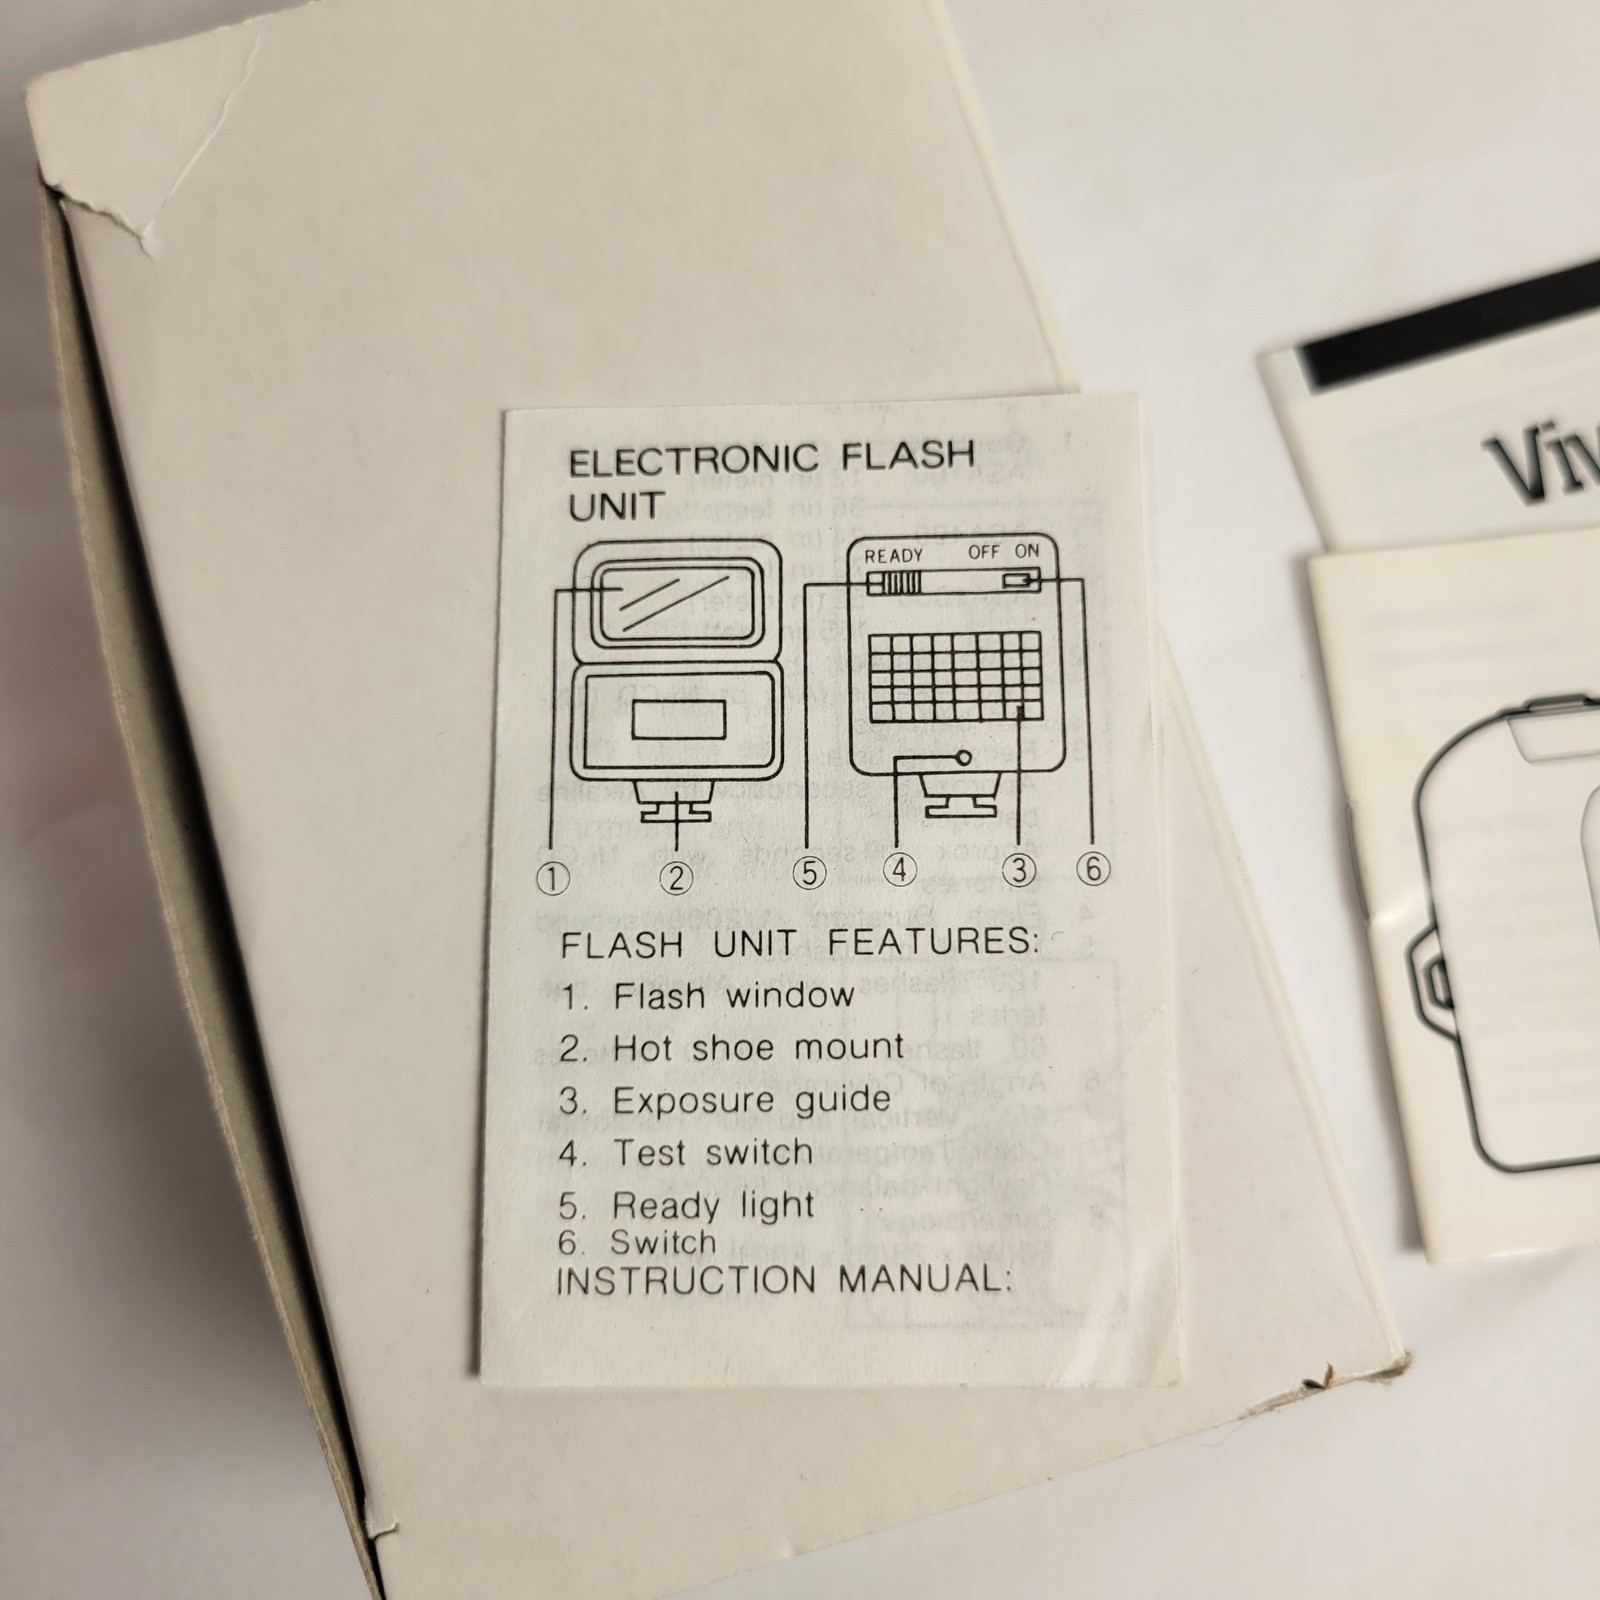 ELECTRONIC FLASH
UNIT
READY OFF ON
① ② ⑤ ④ ③ ⑥
FLASH UNIT FEATURES:
1. Flash window
2. Hot shoe mount
3. Exposure guide
4. Test switch
5. Ready light
6. Switch
INSTRUCTION MANUAL:
Viv